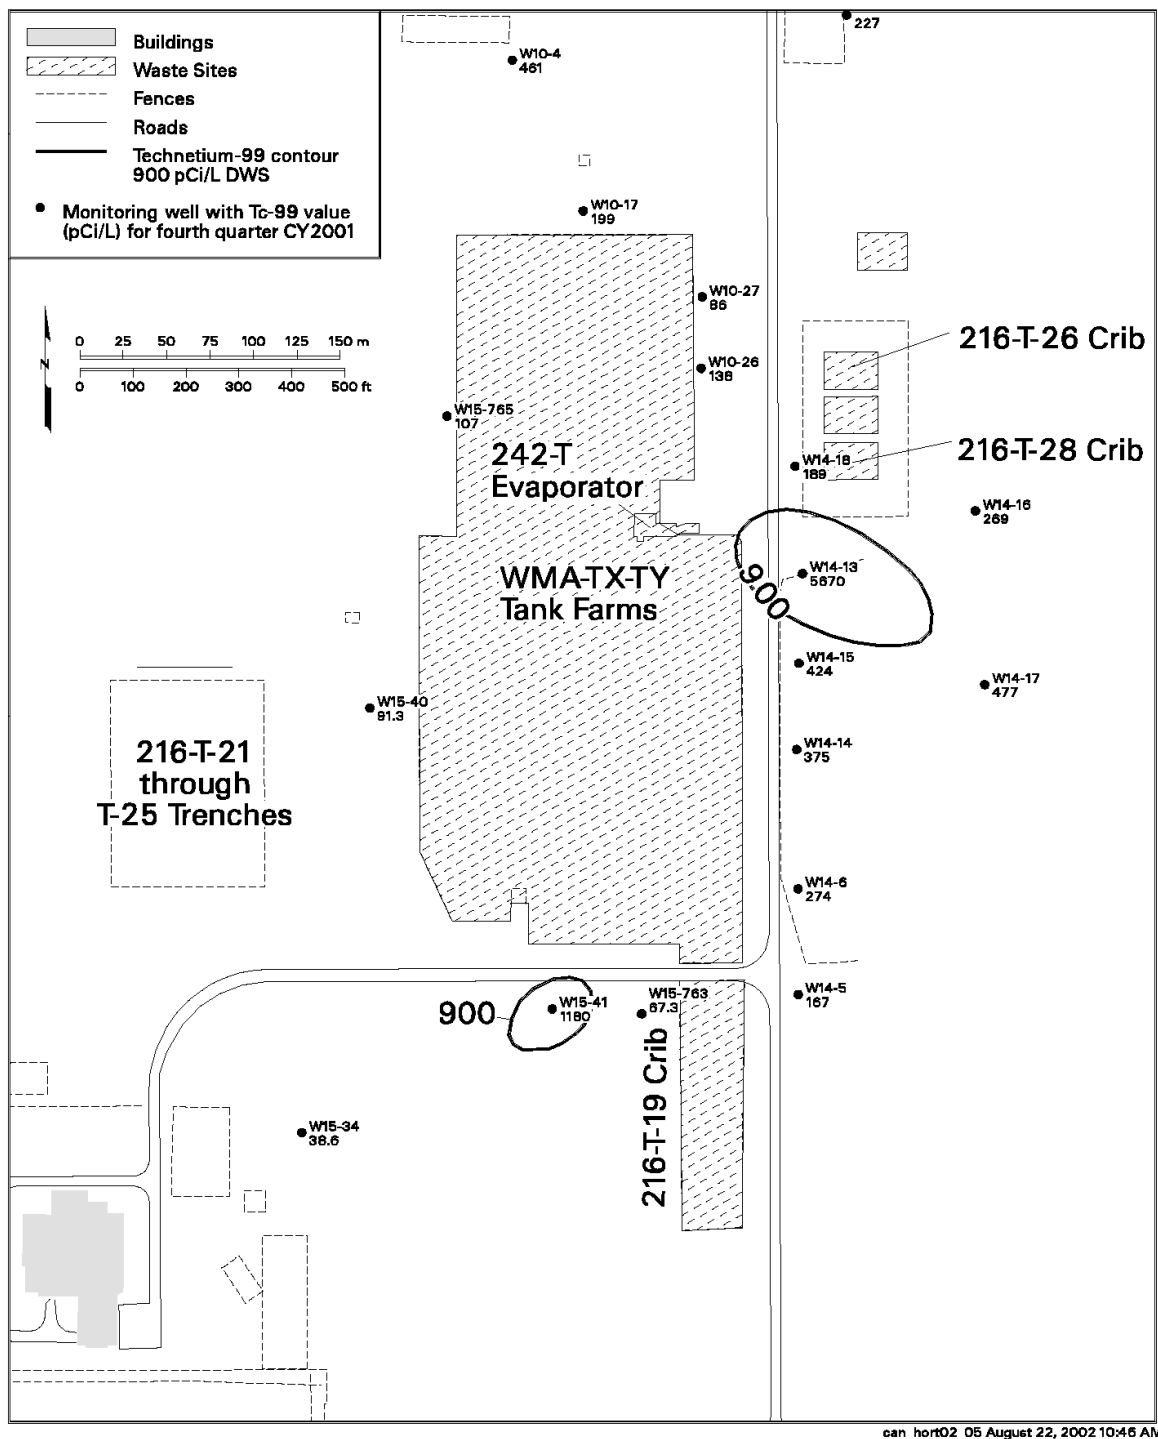 Buildings
Waste Sites
Fences
Roads
Technetium-99 contour
900 pCi/L DWS
Monitoring well with Tc-99 value
(pCi/L) for fourth quarter CY2001
227
W10-4
461
W10-17
199
W10-27
86
N
0 25 50 75 100 125 150 m
0 100 200 300 400 500 ft
216-T-26 Crib
W10-26
138
W15-765
107
242-T
Evaporator
W14-18
189
216-T-28 Crib
W14-16
269
WMA-TX-TY
Tank Farms
9.00
W14-13
5670
W14-15
424
W14-17
477
W15-40
91.3
216-T-21
through
T-25 Trenches
W14-14
375
W14-6
274
W14-5
167
900
W15-41
1180
W15-763
67.3
216-T-19 Crib
W15-34
38.6
can_hort02_05 August 22, 2002 10:46 AM